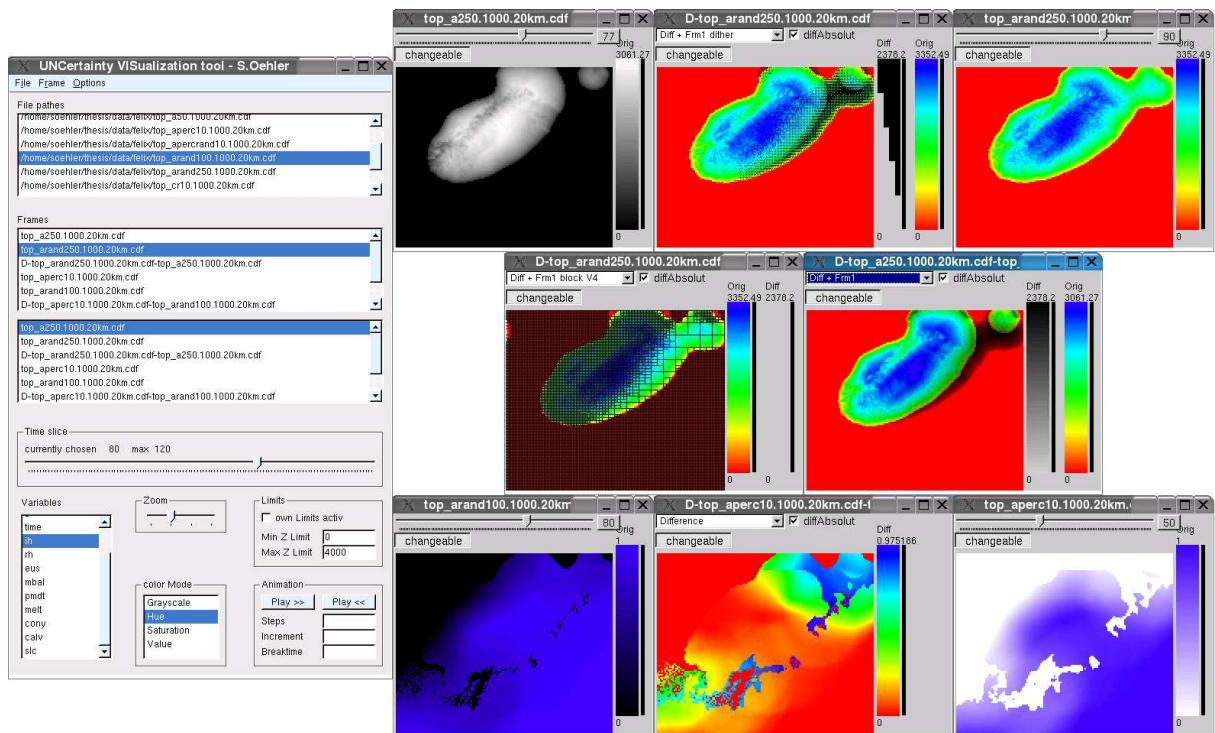 UNCertainty VISualization tool - S.Oehler
File Frame Options
File pathes
/home/soehler/thesis/data/felix/top_a50.1000.20km.cdf
/home/soehler/thesis/data/felix/top_aperc10.1000.20km.cdf
/home/soehler/thesis/data/felix/top_apercrand10.1000.20km.cdf
/home/soehler/thesis/data/felix/top_arand100.1000.20km.cdf
/home/soehler/thesis/data/felix/top_arand250.1000.20km.cdf
/home/soehler/thesis/data/felix/top_cr10.1000.20km.cdf
Frames
top_a250.1000.20km.cdf
top_arand250.1000.20km.cdf
D-top_arand250.1000.20km.cdf-top_a250.1000.20km.cdf
top_aperc10.1000.20km.cdf
top_arand100.1000.20km.cdf
D-top_aperc10.1000.20km.cdf-top_arand100.1000.20km.cdf
top_a250.1000.20km.cdf
top_arand250.1000.20km.cdf
D-top_arand250.1000.20km.cdf-top_a250.1000.20km.cdf
top_aperc10.1000.20km.cdf
top_arand100.1000.20km.cdf
D-top_aperc10.1000.20km.cdf-top_arand100.1000.20km.cdf
Time slice
currently chosen 80 max 120
Variables
time
ih
rh
eus
mbal
pmdt
melt
cony
calv
slc
Zoom
color Mode
Grayscale
Hue
Saturation
Value
Limits
own Limits activ
Min Z Limit 0
Max Z Limit 4000
Animation
Play >> Play <<
Steps
Increment
Breaktime
top_a250.1000.20km.cdf
77
Orig
changeable
3061.27
0
D-top_arand250.1000.20km.cdf
Diff + Frm1 dither diffAbsolut
Diff Orig
changeable
2378.2 3352.49
0 0
top_arand250.1000.20km
90
Orig
changeable
3352.49
0
D-top_arand250.1000.20km.cdf
Diff + Frm1 block V4 diffAbsolut
Orig Diff
changeable
3352.49 2378.2
0 0
D-top_a250.1000.20km.cdf-top_
Diff + Frm1 diffAbsolut
Diff Orig
changeable
2378.2 3061.27
0 0
top_arand100.1000.20km
80
Orig
changeable
1
0
D-top_aperc10.1000.20km.cdf-t
Difference diffAbsolut
Diff
changeable
0.975186
0
top_aperc10.1000.20km.
50
Orig
changeable
1
0